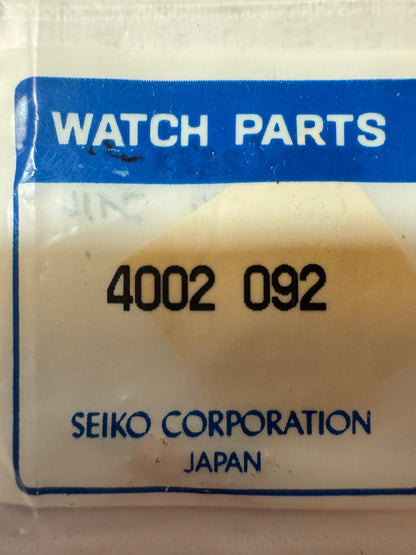 WATCH PARTS
4002 092
SEIKO CORPORATION
JAPAN